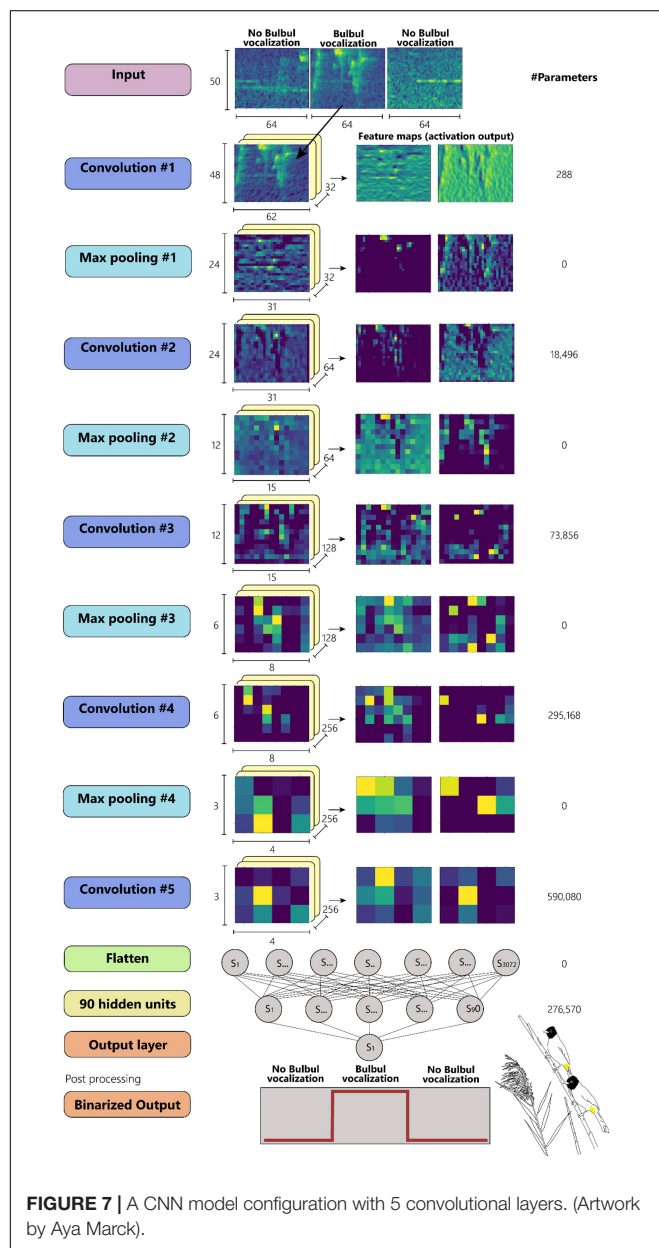 No Bulbul vocalization
Bulbul vocalization
No Bulbul vocalization
Input
50
#Parameters
64
64
64
Feature maps (activation output)
Convolution #1
48
32
288
62
Max pooling #1
24
32
0
31
Convolution #2
24
64
18,496
31
Max pooling #2
12
64
0
15
Convolution #3
12
128
73,856
15
Max pooling #3
6
128
0
8
Convolution #4
6
256
295,168
8
Max pooling #4
3
256
0
4
Convolution #5
3
256
590,080
4
Flatten
S1
S...
S...
S..
S...
S...
S3072
0
90 hidden units
S1
S...
S...
S...
S90
276,570
Output layer
S1
Post processing
No Bulbul vocalization
Bulbul vocalization
No Bulbul vocalization
Binarized Output
FIGURE 7 | A CNN model configuration with 5 convolutional layers. (Artwork
by Aya Marck).